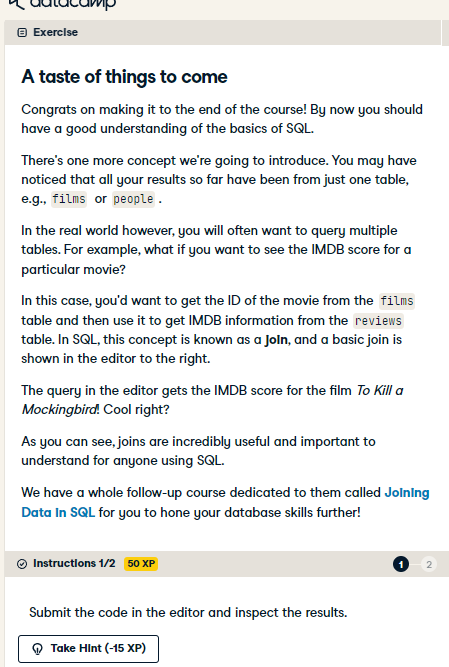 datacamp
Exercise
A taste of things to come
Congrats on making it to the end of the course! By now you should
have a good understanding of the basics of SQL.
There's one more concept we're going to introduce. You may have
noticed that all your results so far have been from just one table,
e.g., films or people .
In the real world however, you will often want to query multiple
tables. For example, what if you want to see the IMDB score for a
particular movie?
In this case, you'd want to get the ID of the movie from the films
table and then use it to get IMDB information from the reviews
table. In SQL, this concept is known as a join, and a basic join is
shown in the editor to the right.
The query in the editor gets the IMDB score for the film To Kill a
Mockingbird! Cool right?
As you can see, joins are incredibly useful and important to
understand for anyone using SQL.
We have a whole follow-up course dedicated to them called Joining
Data in SQL for you to hone your database skills further!
Instructions 1/2 50 XP 1 2
Submit the code in the editor and inspect the results.
Take Hint (-15 XP)